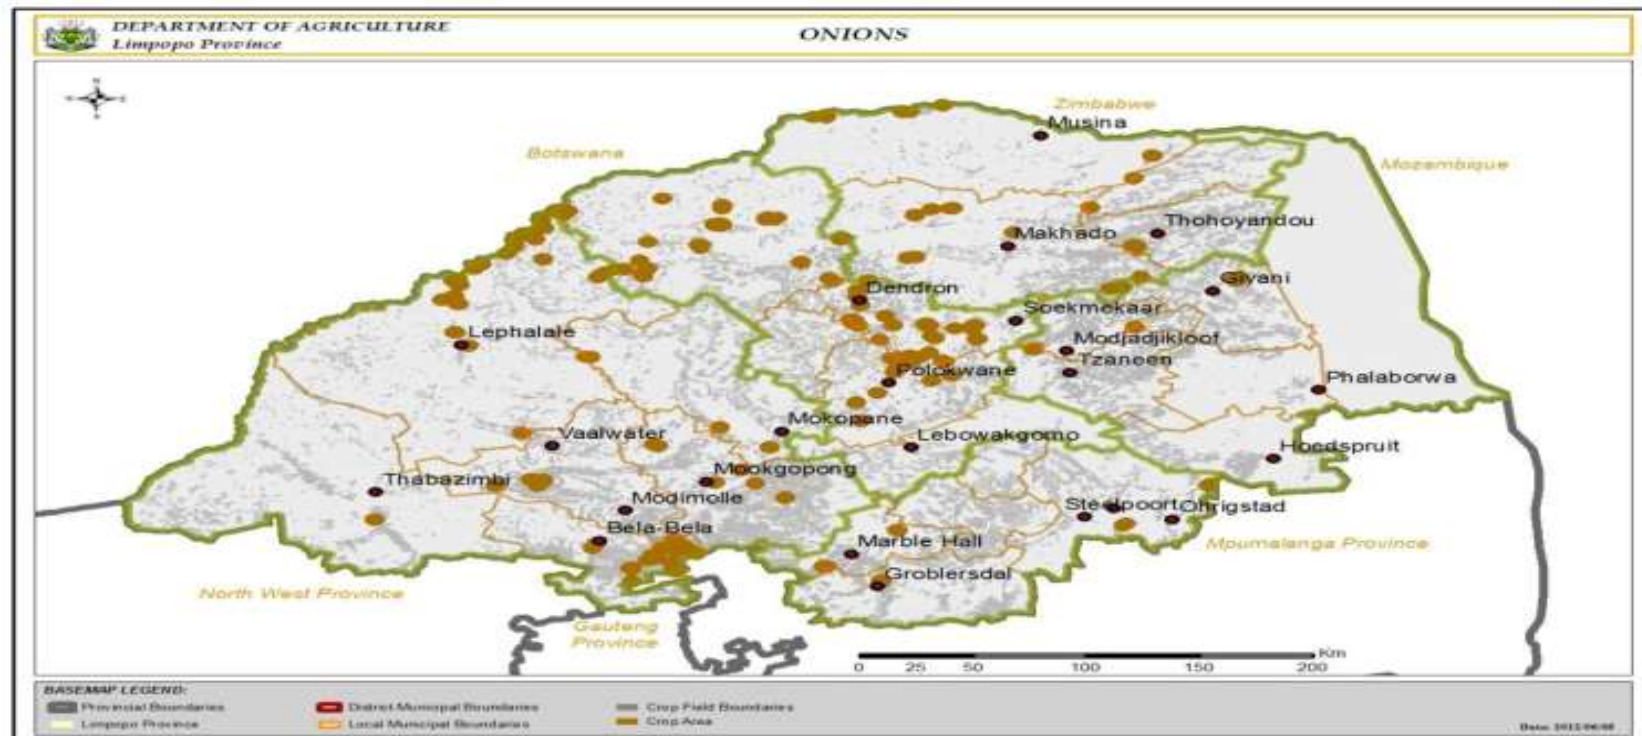 DEPARTMENT OF AGRICULTURE
Limpopo Province
ONIONS
Zimbabwe
Musina
Botswana
Mozambique
Thohoyandou
Makhado
Giyani
Dendron
Soekmekaar
Lephalale
Modjadjikloof
Tzaneen
Polokwane
Phalaborwa
Mokopane
Vaalwater
Lebowakgomo
Hoedspruit
Mookgopong
Thabazimbi
Modimolle
Steelpoort
Ohrigstad
Bela-Bela
Marble Hall
Mpumalanga Province
Groblersdal
North West Province
Gauteng
Province
Km
0 25 50 100 150 200
BASEMAP LEGEND:
Provincial Boundaries
District Municipal Boundaries
Crop Field Boundaries
Limpopo Province
Local Municipal Boundaries
Crop Area
Date: